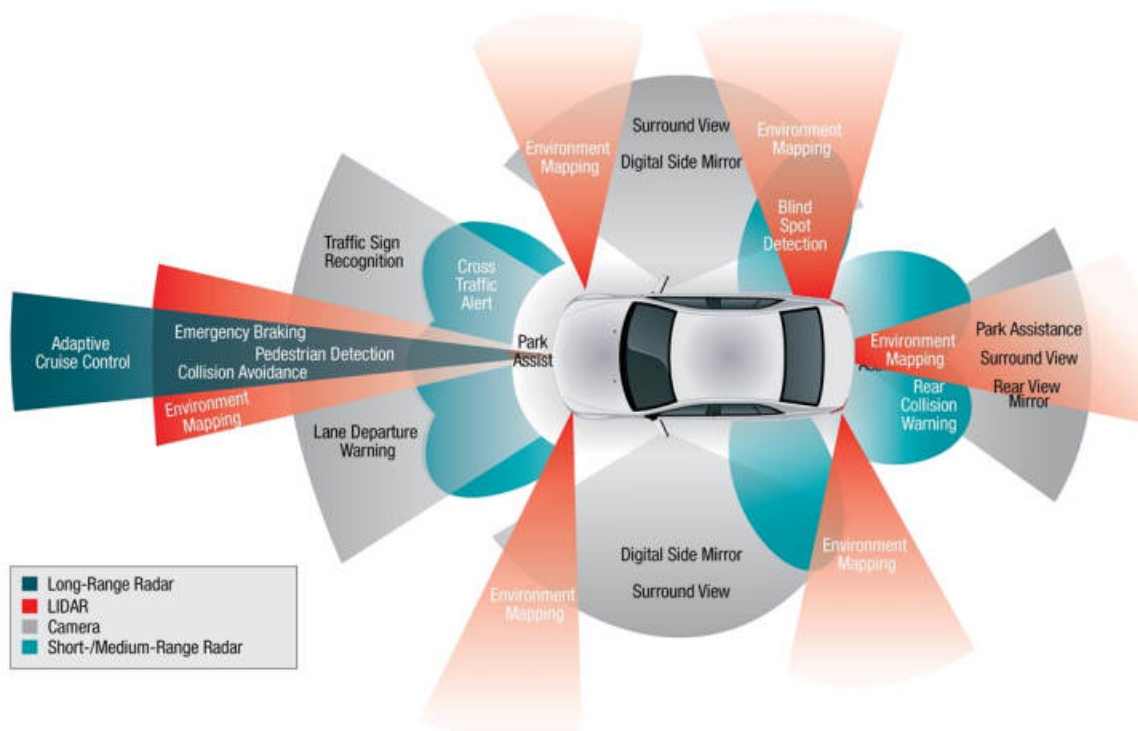 Surround View
Digital Side Mirror
Environment
Mapping
Environment
Mapping
Blind
Spot
Detection
Traffic Sign
Recognition
Cross
Traffic
Alert
Adaptive
Cruise Control
Emergency Braking
Pedestrian Detection
Collision Avoidance
Environment
Mapping
Park
Assist
Lane Departure
Warning
Environment
Mapping
Rear
Collision
Warning
Park Assistance
Surround View
Rear View
Mirror
Digital Side Mirror
Surround View
Environment
Mapping
Environment
Mapping
Long-Range Radar
LIDAR
Camera
Short-/Medium-Range Radar